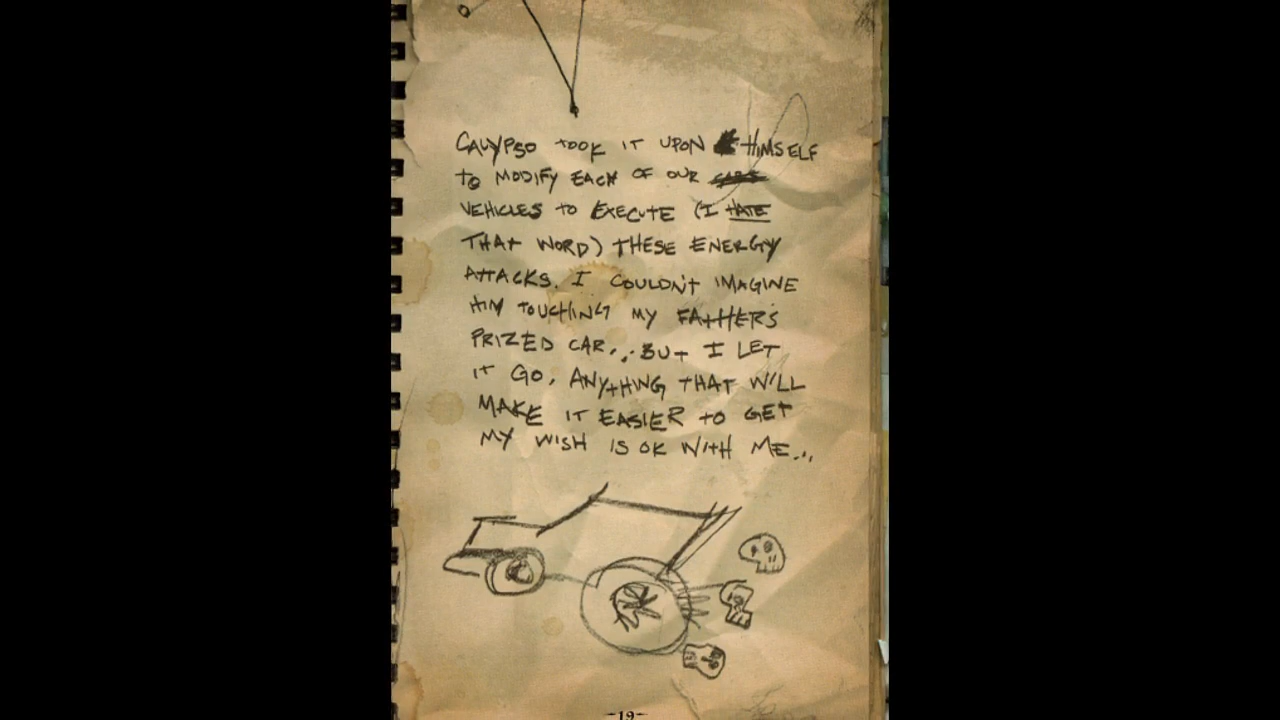 CALYPSO TOOK IT UPON HIMSELF
TO MODIFY EACH OF OUR CARS
VEHICLES TO EXECUTE (I HATE
THAT WORD) THESE ENERGY
ATTACKS. I COULDN'T IMAGINE
HIM TOUCHING MY FATHER'S
PRIZED CAR... BUT I LET
IT GO. ANYTHING THAT WILL
MAKE IT EASIER TO GET
MY WISH IS OK WITH ME...
-19-